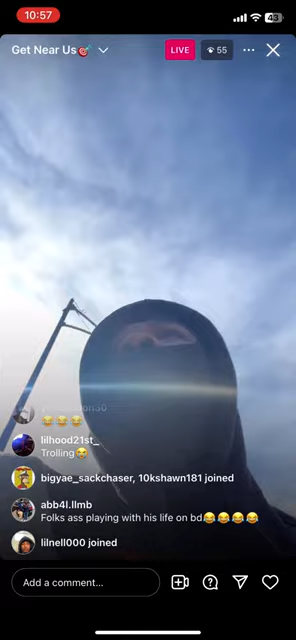 10:57
43
Get Near Us🎯
LIVE
55
😂😂😂
lilhood21st_
Trolling😂
bigyae_sackchaser, 10kshawn181 joined
abb4l.llmb
Folks ass playing with his life on bd😂😂😂😂
lilnell000 joined
Add a comment...